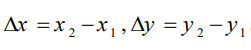 Δx = x₂ − x₁, Δy = y₂ − y₁